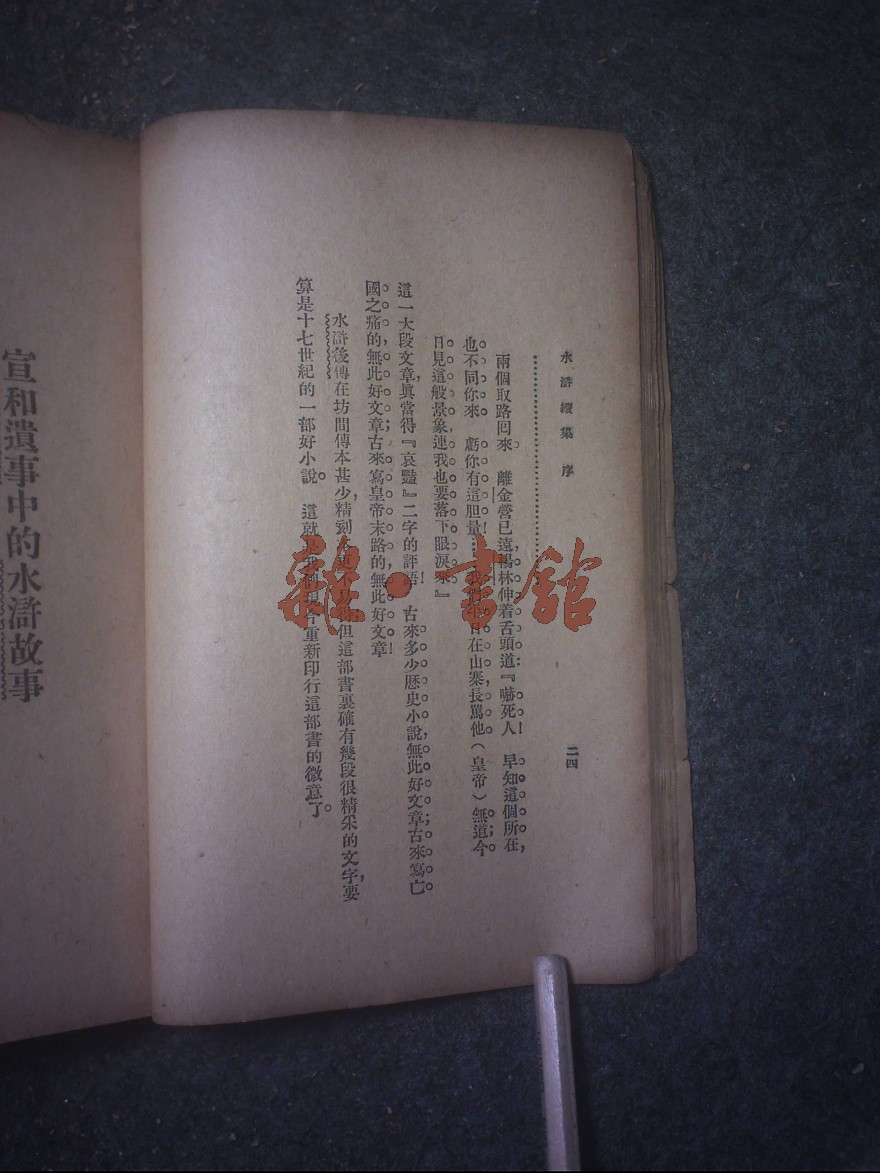 水滸續集 序
二四
……………………………
兩個取路回來。離金營已遠，楊林伸着舌頭道：『嚇死人！早知這個所在，
也不同你來。虧你有這胆量！……我們平日在山寨，長罵他（皇帝）無道；今
日見這般景象，連我也要落下眼淚來。』
這一大段文章，眞當得『哀豔』二字的評語！古來多少歷史小說，無此好文章；古來寫亡
國之痛的，無此好文章；古來寫皇帝末路的，無此好文章！
水滸後傳在坊間傳本甚少，精刻本更不易得；但這部書裏確有幾段很精采的文字，要
算是十七世紀的一部好小說。這就是我們現今重新印行這部書的微意了。
宣和遺事中的水滸故事
雜·書館